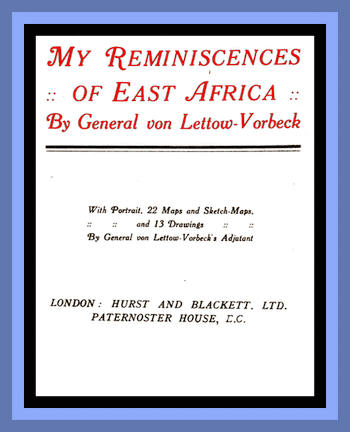 My Reminiscences
:: of East Africa ::
By General von Lettow-Vorbeck
With Portrait, 22 Maps and Sketch-Maps,
:: :: and 13 Drawings :: ::
By General von Lettow-Vorbeck's Adjutant
London: Hurst and Blackett, Ltd.
Paternoster House, E.C.